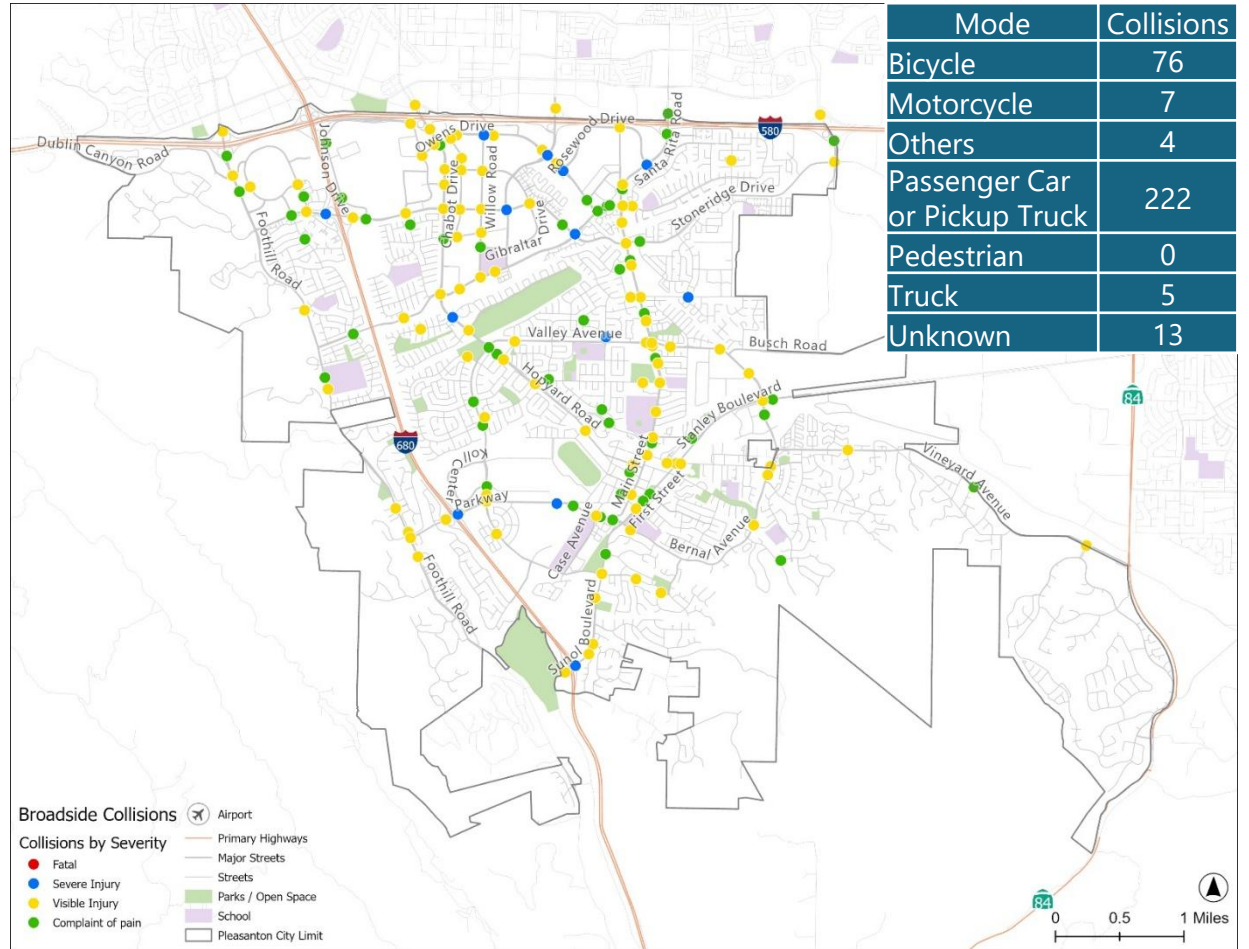 Mode Collisions
Bicycle 76
Motorcycle 7
Others 4
Passenger Car
or Pickup Truck 222
Pedestrian 0
Truck 5
Unknown 13
Dublin Canyon Road
Johnson Drive
Owens Drive
Rosewood Drive
Santa Rita Road
580
Chabot Drive
Willow Road
Drive
Stoneridge Drive
Foothill Road
Gibraltar
Valley Avenue
Busch Road
Hopyard Road
Stanley Boulevard
84
680
Koll
Center
Parkway
Main Street
First Street
Vineyard Avenue
Case Avenue
Bernal Avenue
Foothill Road
Sunol Boulevard
Broadside Collisions
Collisions by Severity
Fatal
Severe Injury
Visible Injury
Complaint of pain
Airport
Primary Highways
Major Streets
Streets
Parks / Open Space
School
Pleasanton City Limit
84
0 0.5 1 Miles